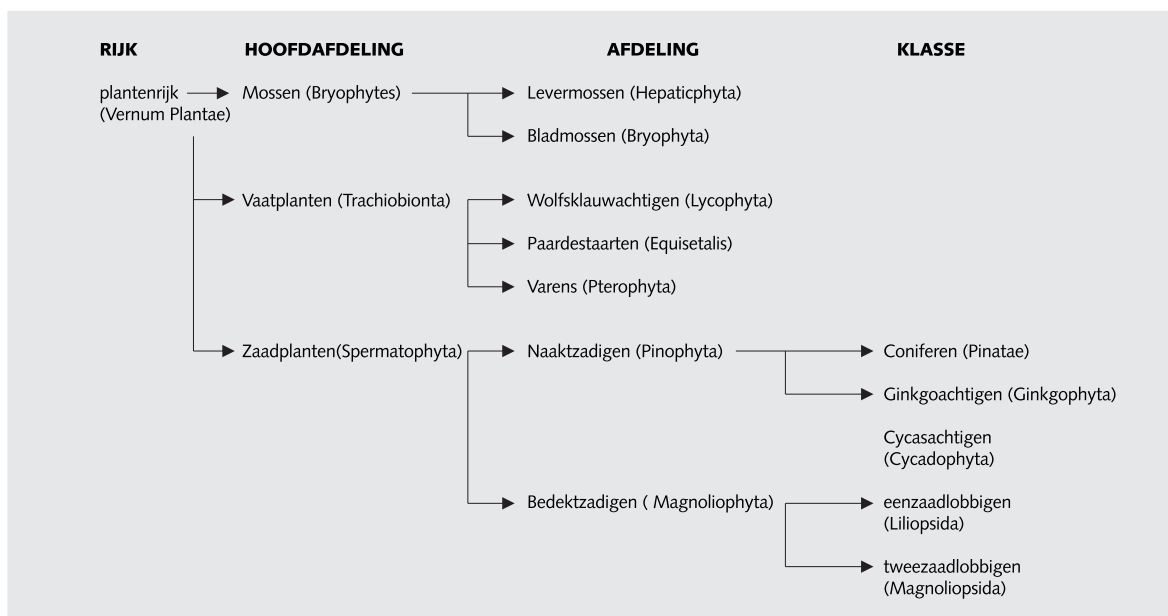 RIJK HOOFDAFDELING AFDELING KLASSE
plantenrijk Mossen (Bryophytes) Levermossen (Hepaticphyta)
(Vernum Plantae)
Bladmossen (Bryophyta)
Vaatplanten (Trachiobionta) Wolfsklauwachtigen (Lycophyta)
Paardestaarten (Equisetalis)
Varens (Pterophyta)
Zaadplanten(Spermatophyta) Naaktzadigen (Pinophyta) Coniferen (Pinatae)
Ginkgoachtigen (Ginkgophyta)
Cycasachtigen
(Cycadophyta)
Bedektzadigen ( Magnoliophyta) eenzaadlobbigen
(Liliopsida)
tweezaadlobbigen
(Magnoliopsida)